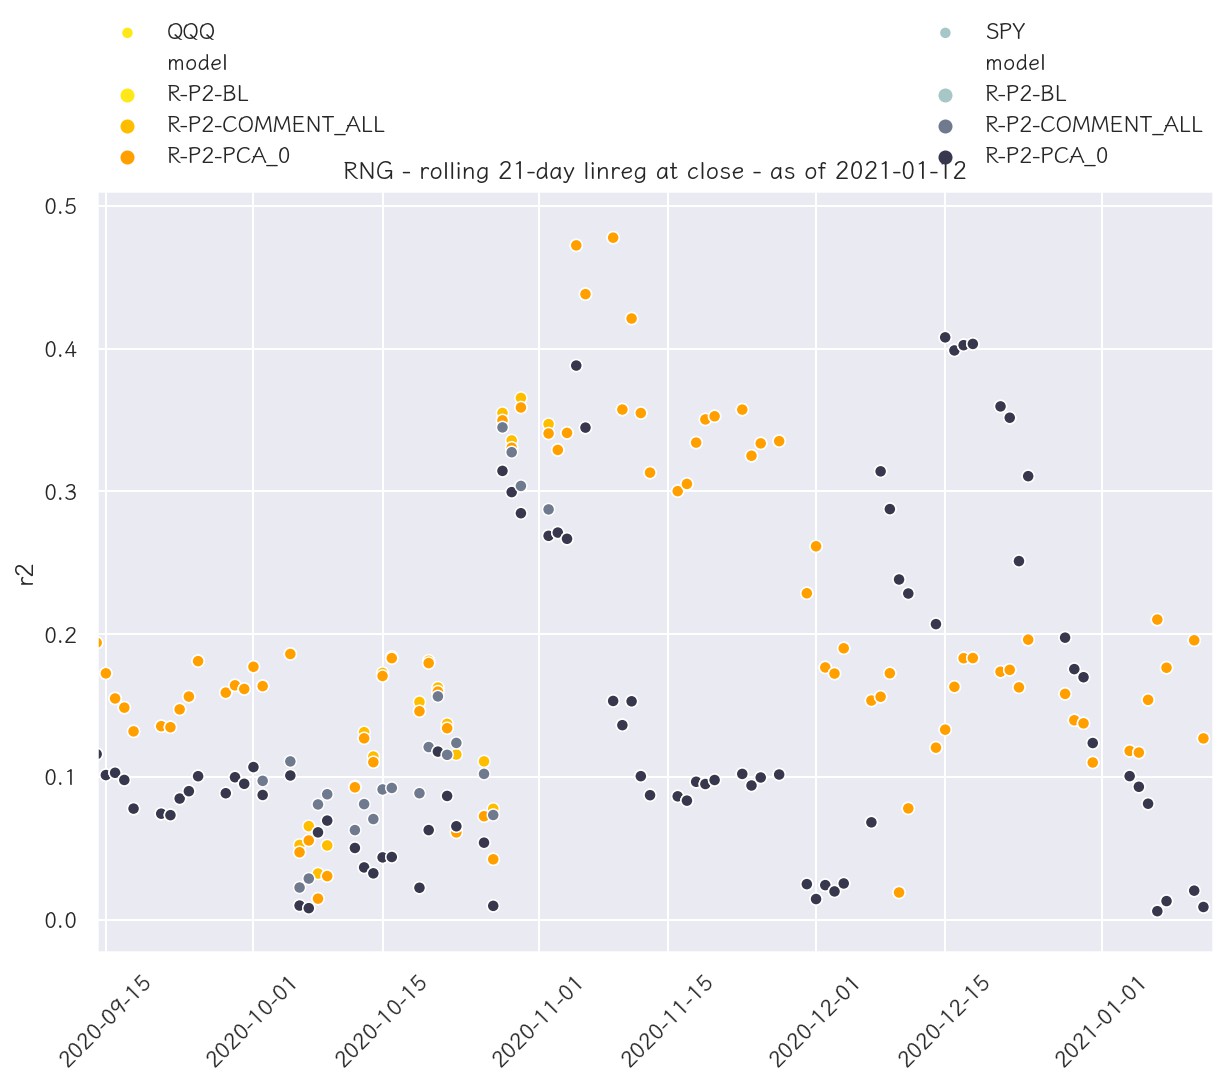 QQQ
model
R-P2-BL
R-P2-COMMENT_ALL
R-P2-PCA_0
SPY
model
R-P2-BL
R-P2-COMMENT_ALL
R-P2-PCA_0
RNG - rolling 21-day linreg at close - as of 2021-01-12
0.5
0.4
0.3
0.2
0.1
0.0
r2
2020-09-15
2020-10-01
2020-10-15
2020-11-01
2020-11-15
2020-12-01
2020-12-15
2021-01-01